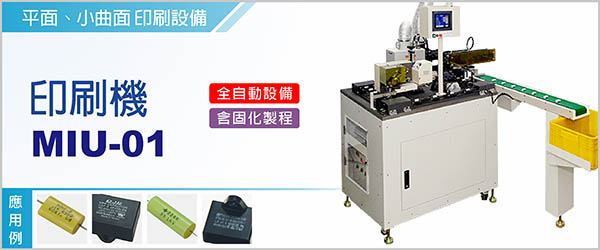 平面、小曲面 印刷設備
印刷機
MIU-01
全自動設備
含固化製程
應用例